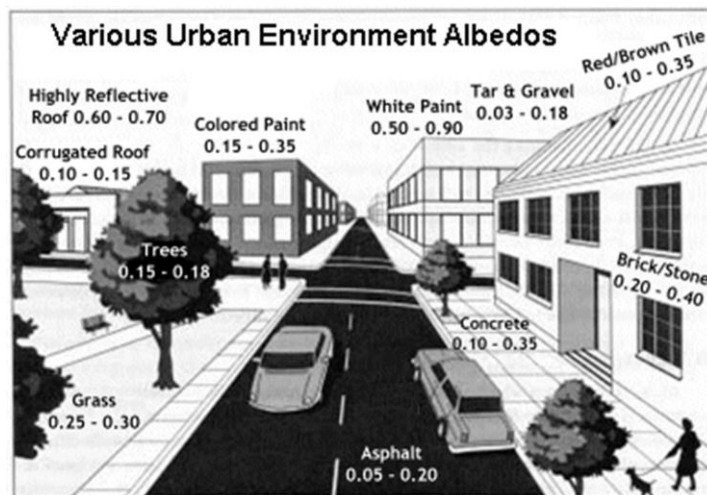 Various Urban Environment Albedos
Highly Reflective
Roof 0.60 - 0.70
Corrugated Roof
0.10 - 0.15
Colored Paint
0.15 - 0.35
White Paint
0.50 - 0.90
Tar & Gravel
0.03 - 0.18
Red/Brown Tile
0.10 - 0.35
Trees
0.15 - 0.18
Brick/Stone
0.20 - 0.40
Concrete
0.10 - 0.35
Grass
0.25 - 0.30
Asphalt
0.05 - 0.20